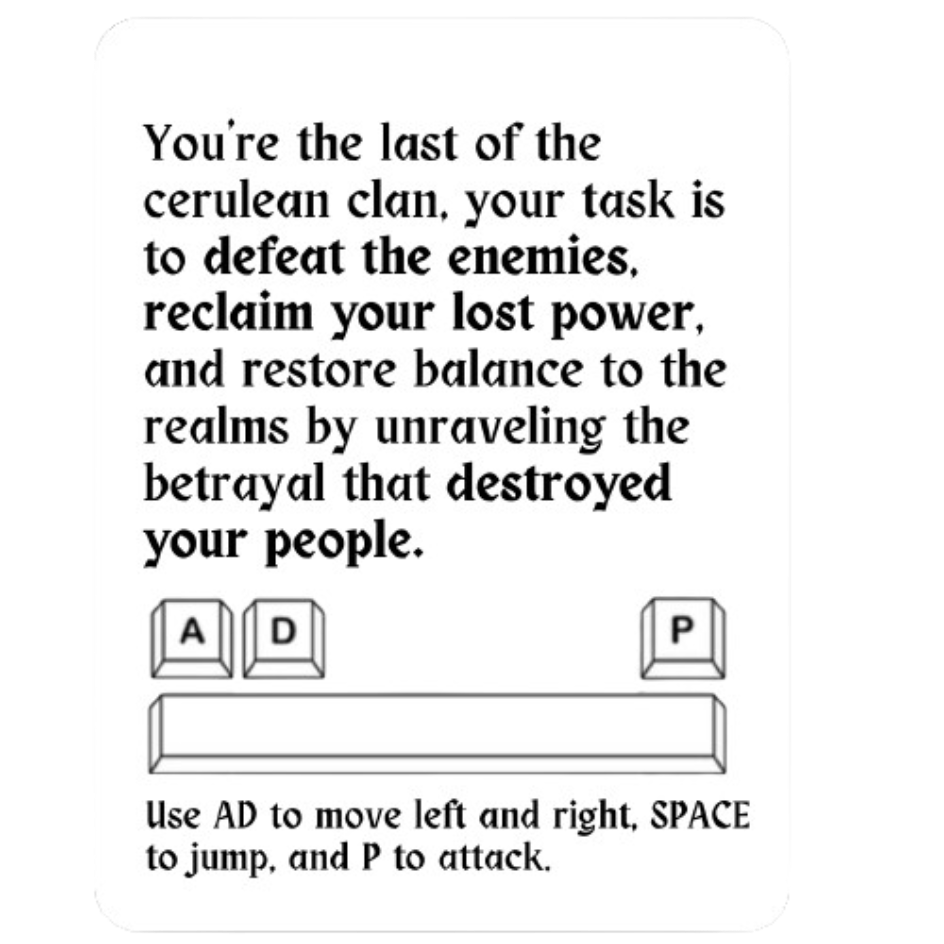 You're the last of the
cerulean clan, your task is
to defeat the enemies,
reclaim your lost power,
and restore balance to the
realms by unraveling the
betrayal that destroyed
your people.
A D P
Use AD to move left and right, SPACE
to jump, and P to attack.